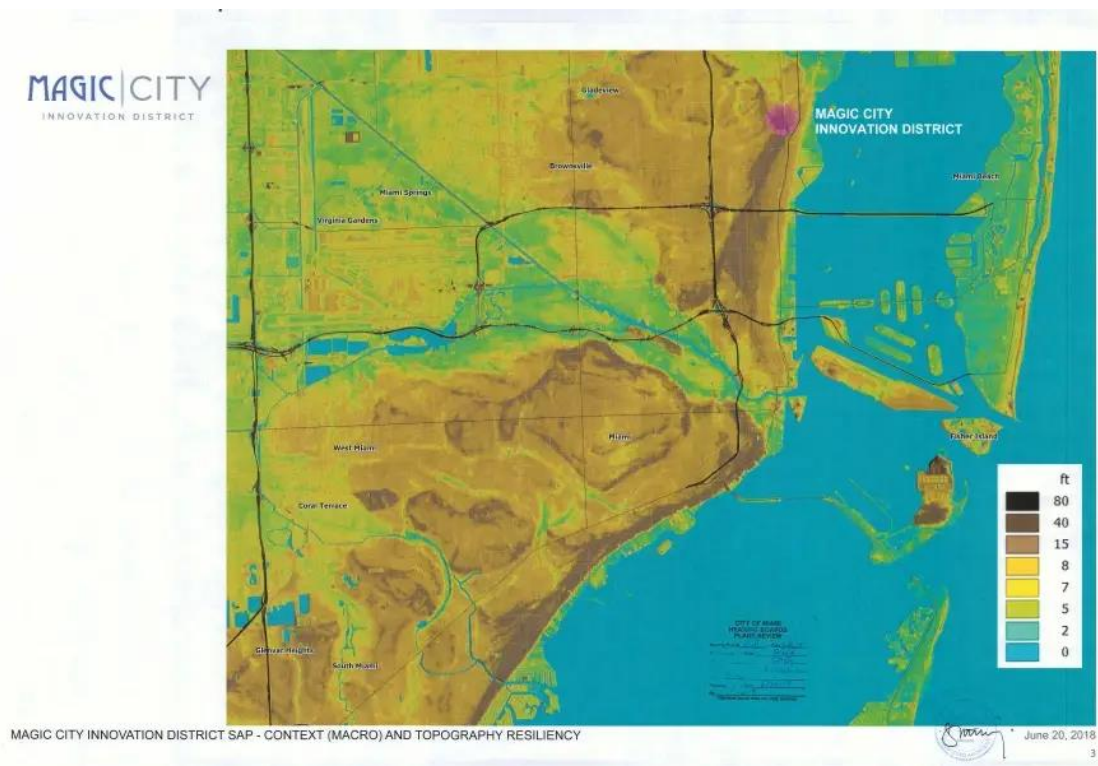 MAGIC|CITY
INNOVATION DISTRICT
Gladeview
MAGIC CITY
INNOVATION DISTRICT
Brownsville
Miami Beach
Miami Springs
Virginia Gardens
Miami
West Miami
Fisher Island
Coral Terrace
ft
80
40
15
8
7
5
2
0
CITY OF MIAMI
HEARING BOARDS
PLANS REVIEW
Glenvar Heights
South Miami
MAGIC CITY INNOVATION DISTRICT SAP - CONTEXT (MACRO) AND TOPOGRAPHY RESILIENCY
June 20, 2018
3